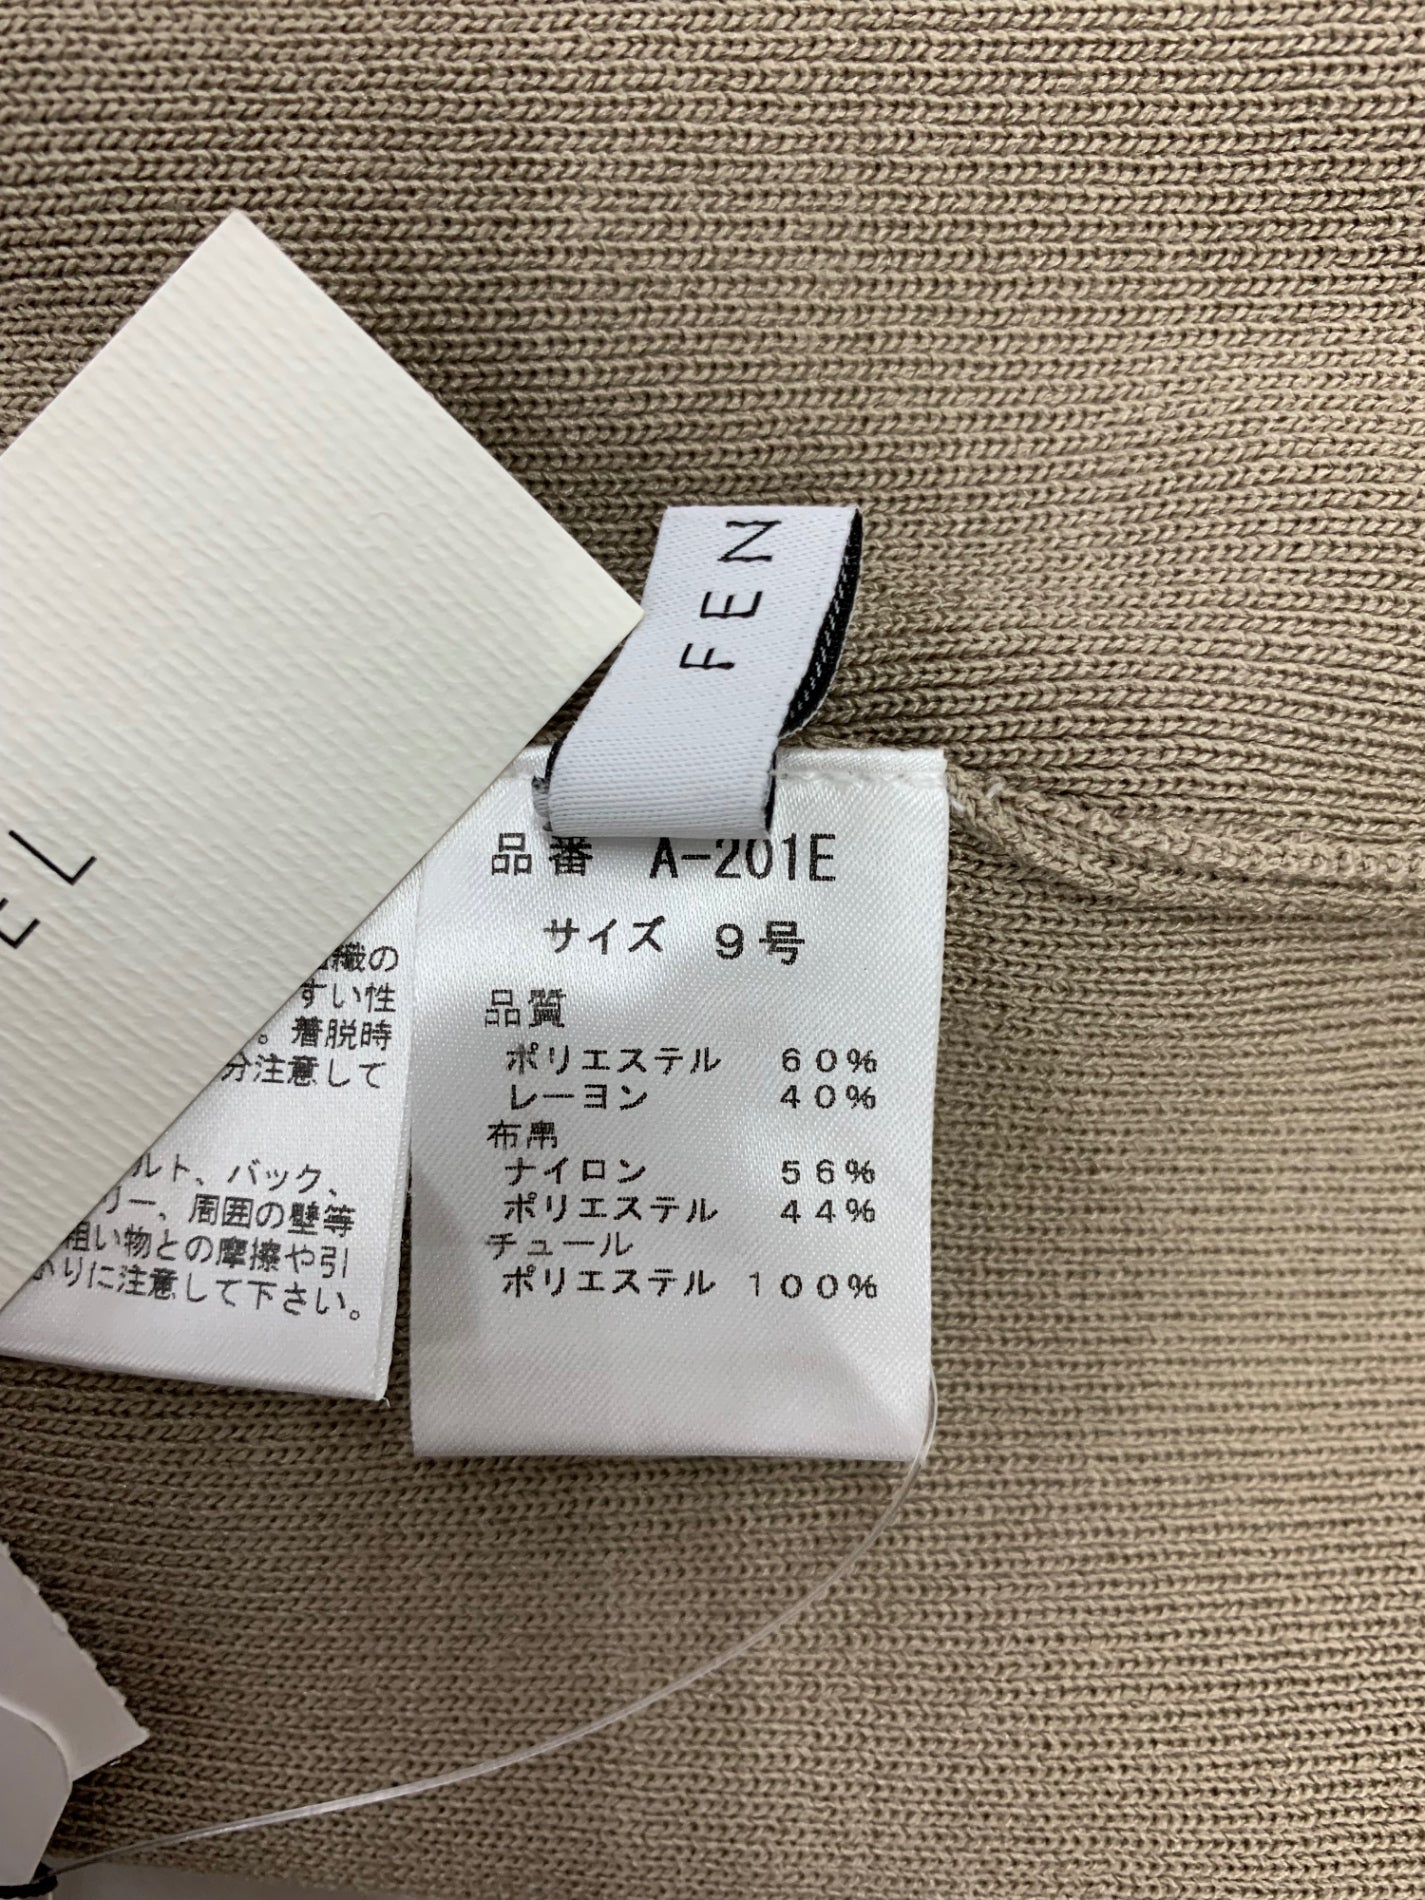 FEN
EL
品番 A-201E
サイズ 9号
品質
ポリエステル 60%
レーヨン 40%
布帛
ナイロン 56%
ポリエステル 44%
チュール
ポリエステル 100%
織の
すい性
。着脱時
分注意して
ルト、バック、
リー、周囲の壁等
粗い物との摩擦や引
かりに注意して下さい。